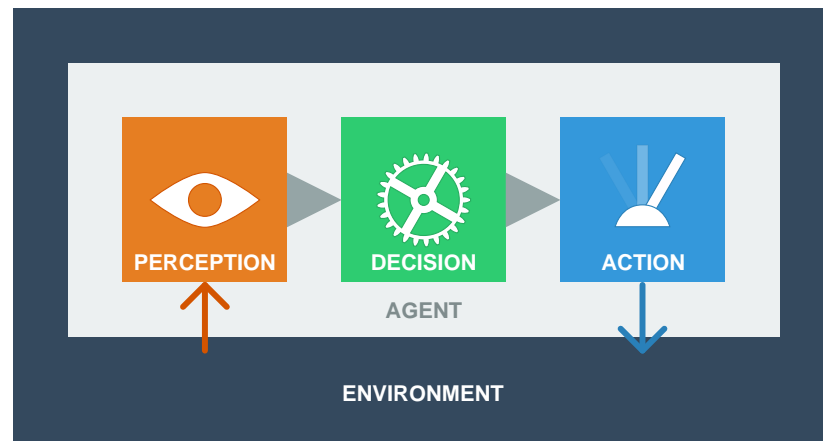 PERCEPTION
DECISION
ACTION
AGENT
ENVIRONMENT